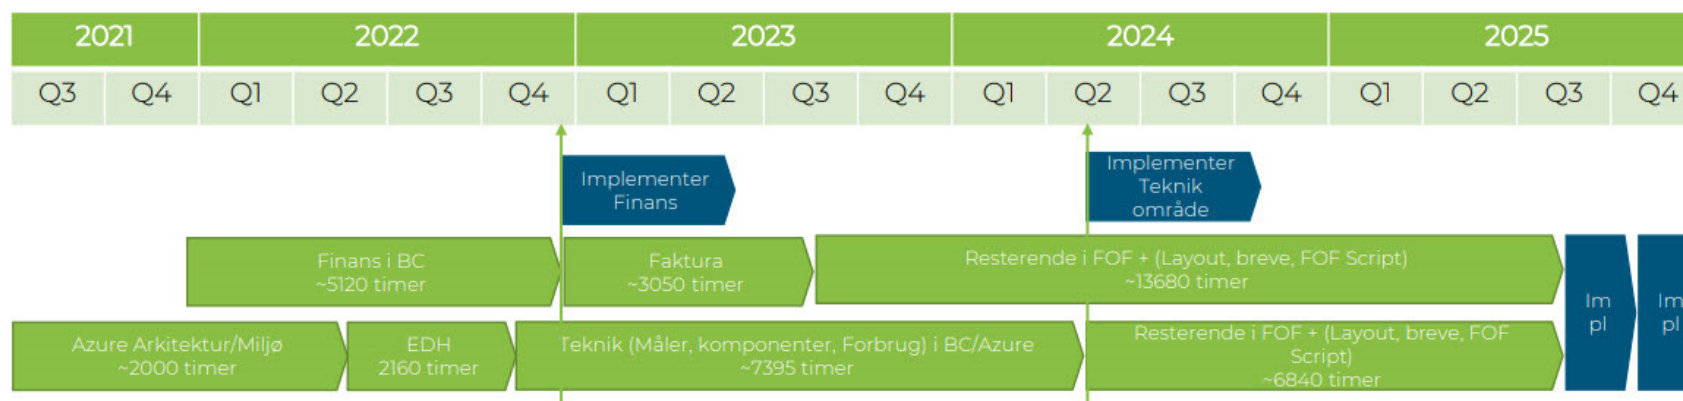 2021 2022 2023 2024 2025
Q3 Q4 Q1 Q2 Q3 Q4 Q1 Q2 Q3 Q4 Q1 Q2 Q3 Q4 Q1 Q2 Q3 Q4
Implementer
Finans
Implementer
Teknik
område
Finans i BC
~5120 timer
Faktura
~3050 timer
Resterende i FOF + (Layout, breve, FOF Script)
~13680 timer
Im
pl
Im
pl
Azure Arkitektur/Miljø
~2000 timer
EDH
2160 timer
Teknik (Måler, komponenter, Forbrug) i BC/Azure
~7395 timer
Resterende i FOF + (Layout, breve, FOF
Script)
~6840 timer